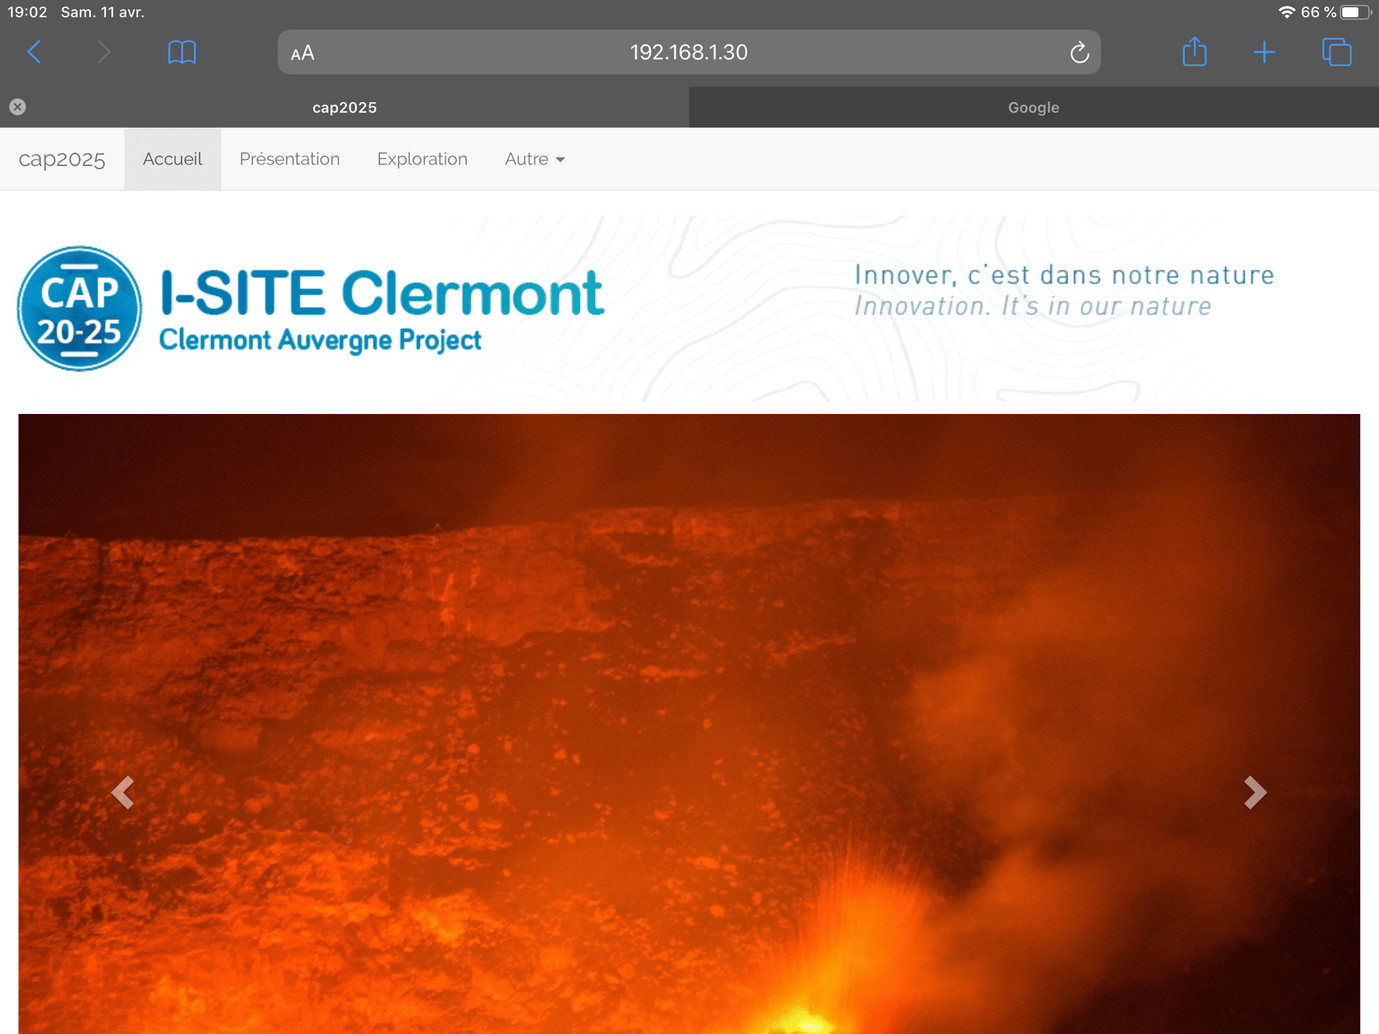 19:02 Sam. 11 avr. 66 %
AA 192.168.1.30
cap2025 Google
cap2025 Accueil Présentation Exploration Autre
CAP
20-25
I-SITE Clermont
Clermont Auvergne Project
Innover, c'est dans notre nature
Innovation. It's in our nature